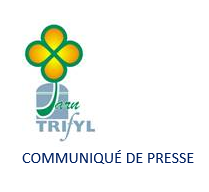 Tarn
TRIFYL
COMMUNIQUÉ DE PRESSE